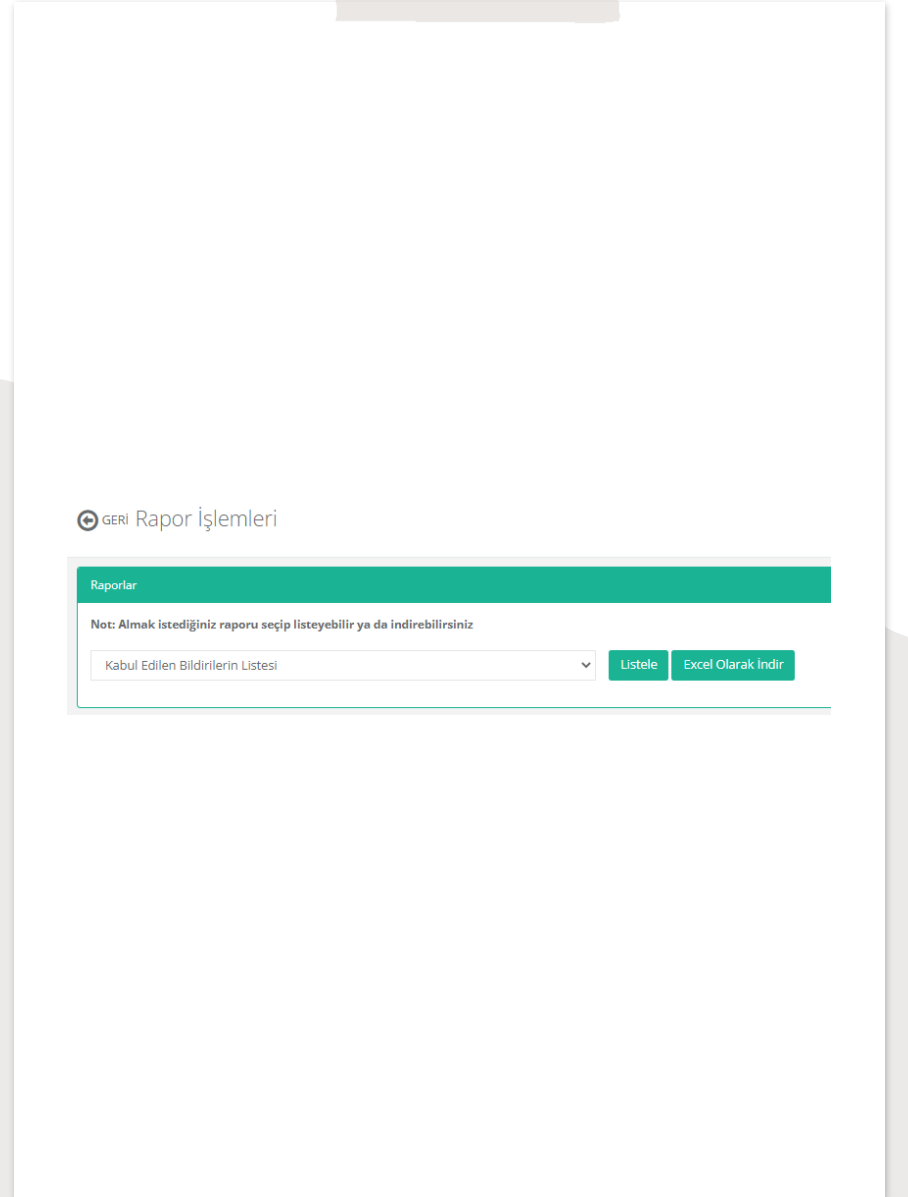 GERİ Rapor İşlemleri
Raporlar
Not: Almak istediğiniz raporu seçip listeyebilir ya da indirebilirsiniz
Kabul Edilen Bildirilerin Listesi Listele Excel Olarak İndir